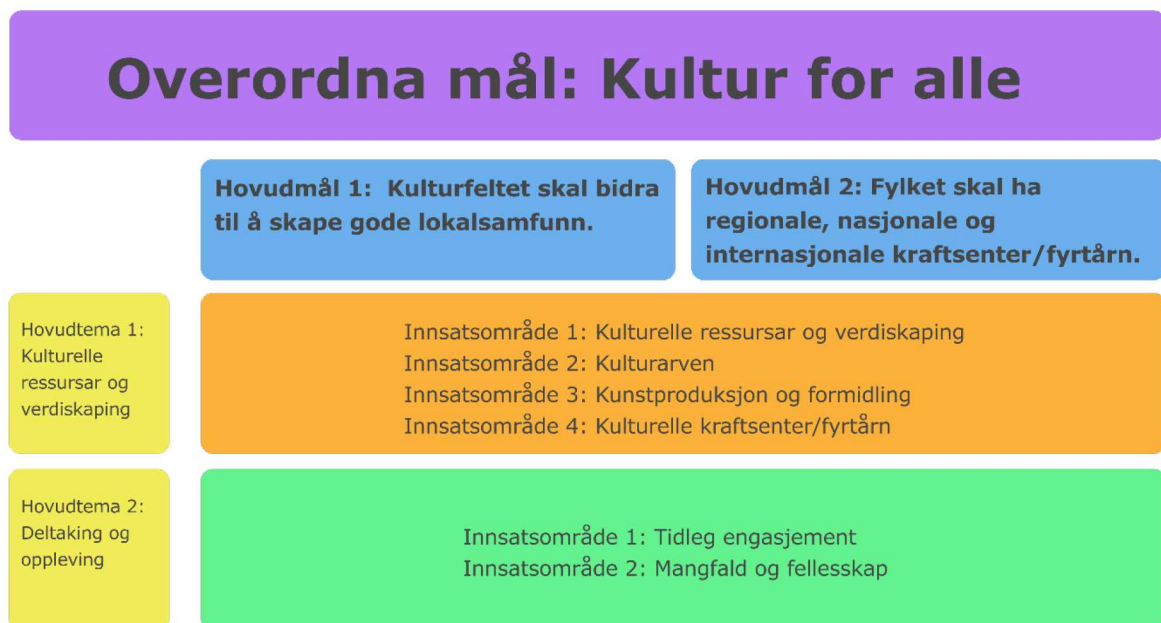 Overordna mål: Kultur for alle
Hovudmål 1: Kulturfeltet skal bidra
til å skape gode lokalsamfunn.
Hovudmål 2: Fylket skal ha
regionale, nasjonale og
internasjonale kraftsenter/fyrtårn.
Hovudtema 1:
Kulturelle
ressursar og
verdiskaping
Innsatsområde 1: Kulturelle ressursar og verdiskaping
Innsatsområde 2: Kulturarven
Innsatsområde 3: Kunstproduksjon og formidling
Innsatsområde 4: Kulturelle kraftsenter/fyrtårn
Hovudtema 2:
Deltaking og
oppleving
Innsatsområde 1: Tidleg engasjement
Innsatsområde 2: Mangfald og fellesskap